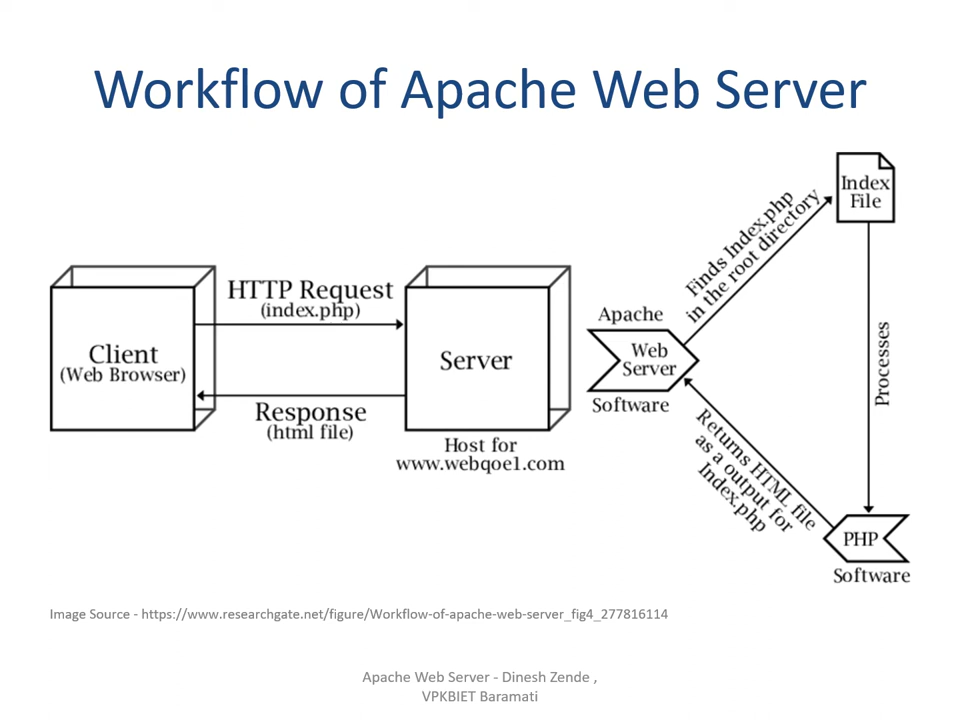 Workflow of Apache Web Server
Client
(Web Browser)
HTTP Request
(index.php)
Response
(html file)
Server
Host for
www.webqoe1.com
Apache
Web
Server
Software
Finds Index.php
in the root directory
Index
File
Processes
PHP
Software
Returns HTML file
as a output for
Index.php
Image Source - https://www.researchgate.net/figure/Workflow-of-apache-web-server_fig4_277816114
Apache Web Server - Dinesh Zende ,
VPKBIET Baramati